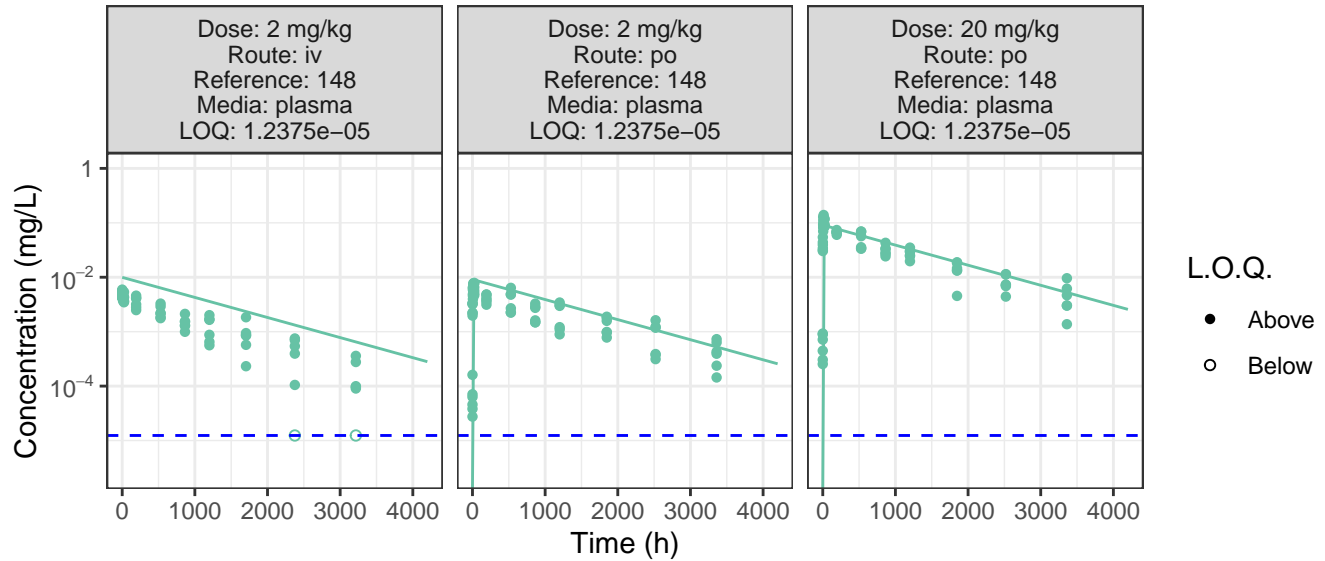 Dose: 2 mg/kg
Route: iv
Reference: 148
Media: plasma
LOQ: 1.2375e−05
Dose: 2 mg/kg
Route: po
Reference: 148
Media: plasma
LOQ: 1.2375e−05
Dose: 20 mg/kg
Route: po
Reference: 148
Media: plasma
LOQ: 1.2375e−05
Concentration (mg/L)
1
10⁻²
10⁻⁴
0 1000 2000 3000 4000
0 1000 2000 3000 4000
0 1000 2000 3000 4000
Time (h)
L.O.Q.
Above
Below